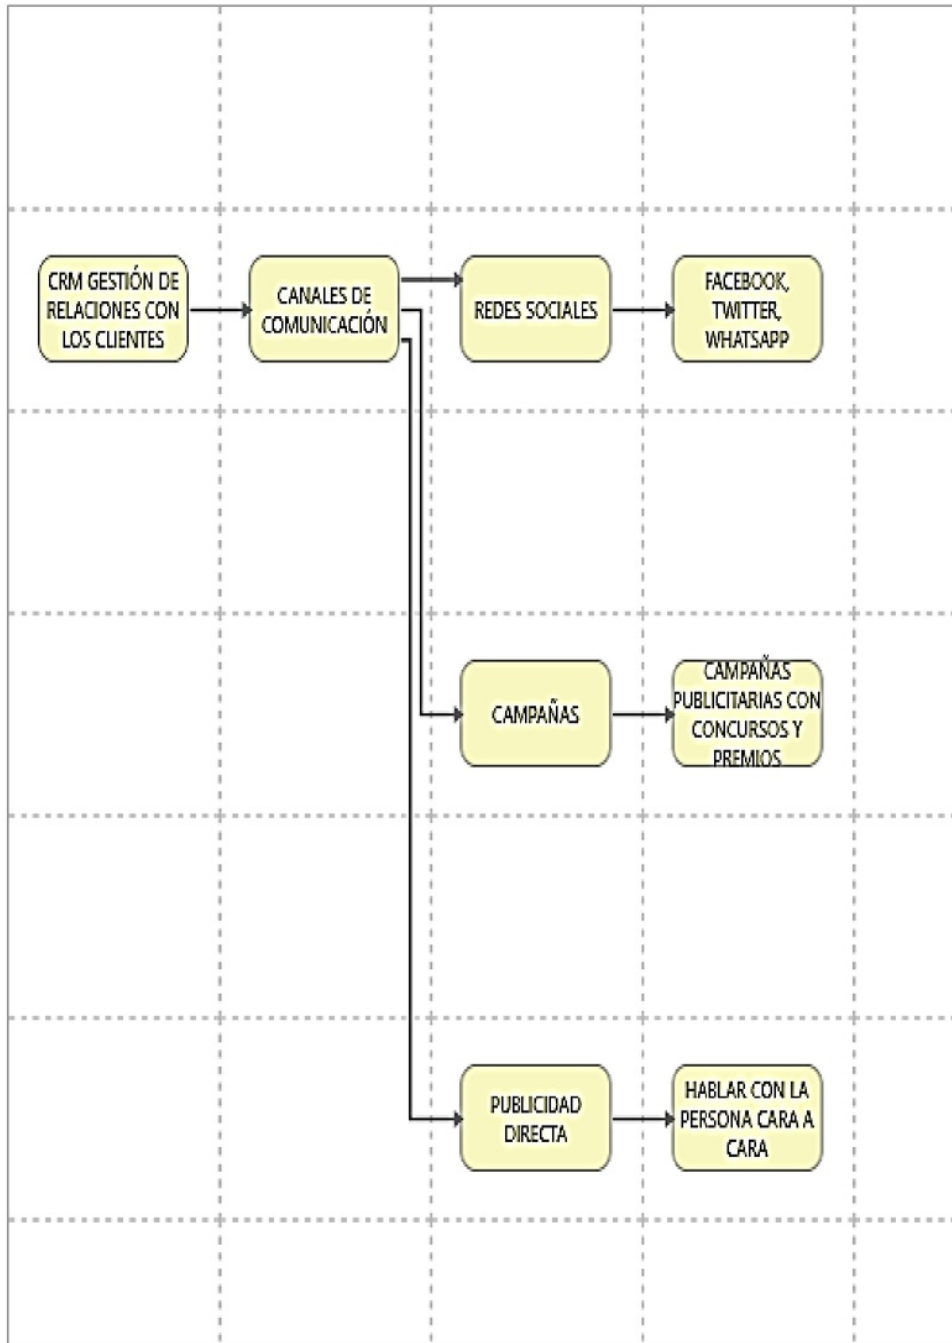 CRM GESTIÓN DE
RELACIONES CON
LOS CLIENTES
CANALES DE
COMUNICACIÓN
REDES SOCIALES
FACEBOOK,
TWITTER,
WHATSAPP
CAMPAÑAS
CAMPAÑAS
PUBLICITARIAS CON
CONCURSOS Y
PREMIOS
PUBLICIDAD
DIRECTA
HABLAR CON LA
PERSONA CARA A
CARA